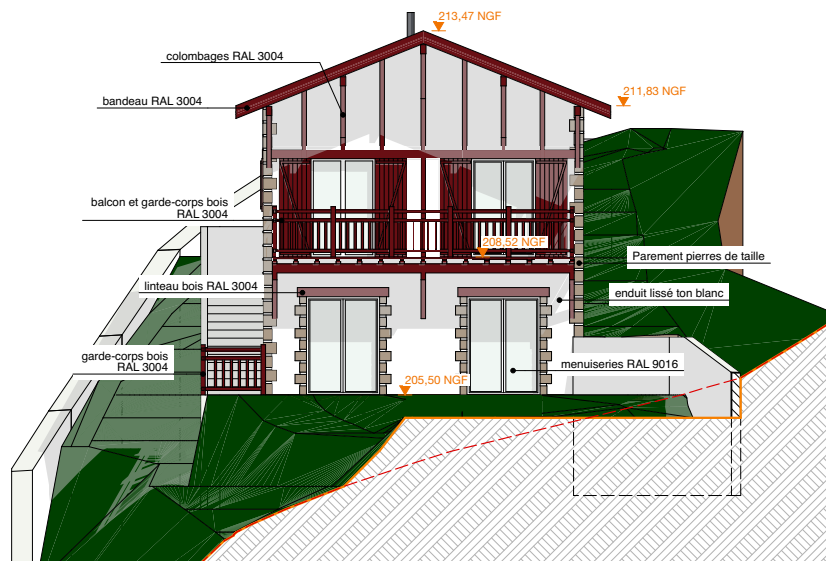 213,47 NGF
colombages RAL 3004
211,83 NGF
bandeau RAL 3004
balcon et garde-corps bois
RAL 3004
208,52 NGF
Parement pierres de taille
linteau bois RAL 3004
enduit lissé ton blanc
garde-corps bois
RAL 3004
menuiseries RAL 9016
205,50 NGF